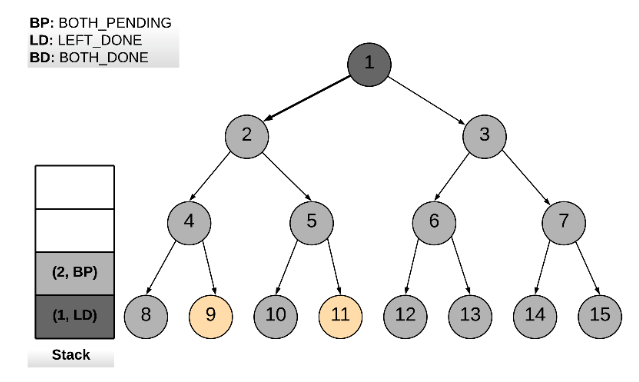 BP: BOTH_PENDING
LD: LEFT_DONE
BD: BOTH_DONE
1
2
3
4
5
6
7
(2, BP)
(1, LD)
8
9
10
11
12
13
14
15
Stack